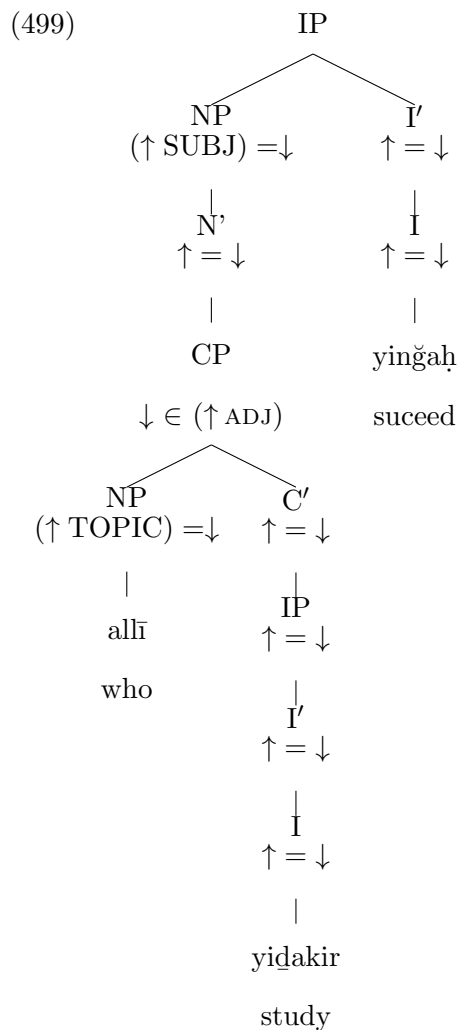 (499) IP
NP I′
(↑ SUBJ) =↓ ↑ = ↓
N' I
↑ = ↓ ↑ = ↓
CP yinğaḥ
↓ ∈ (↑ ADJ) suceed
NP C′
(↑ TOPIC) =↓ ↑ = ↓
IP
allī ↑ = ↓
who
I′
↑ = ↓
I
↑ = ↓
yiḏakir
study